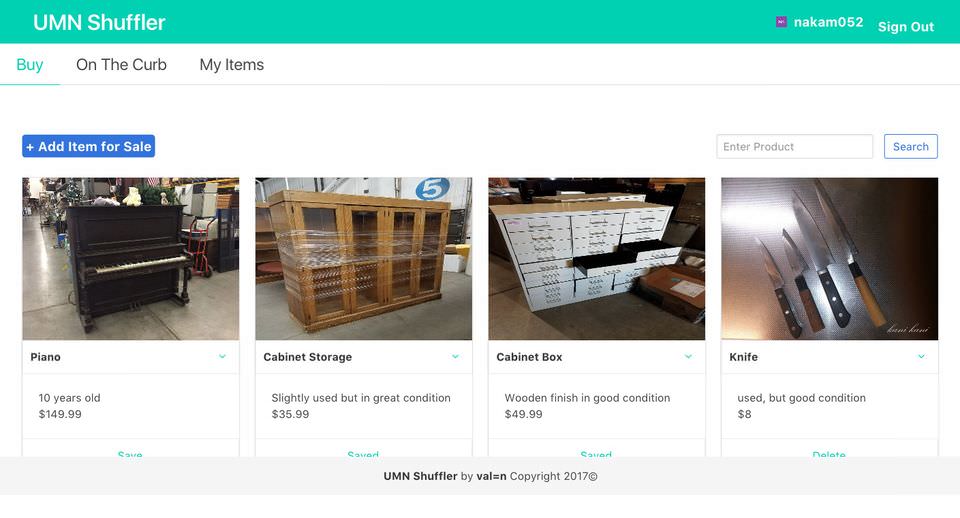 UMN Shuffler
nakam052
Sign Out
Buy
On The Curb
My Items
+ Add Item for Sale
Enter Product
Search
5
kani kani
Piano
Cabinet Storage
Cabinet Box
Knife
10 years old
$149.99
Slightly used but in great condition
$35.99
Wooden finish in good condition
$49.99
used, but good condition
$8
Save
Saved
Saved
Delete
UMN Shuffler by val=n Copyright 2017©